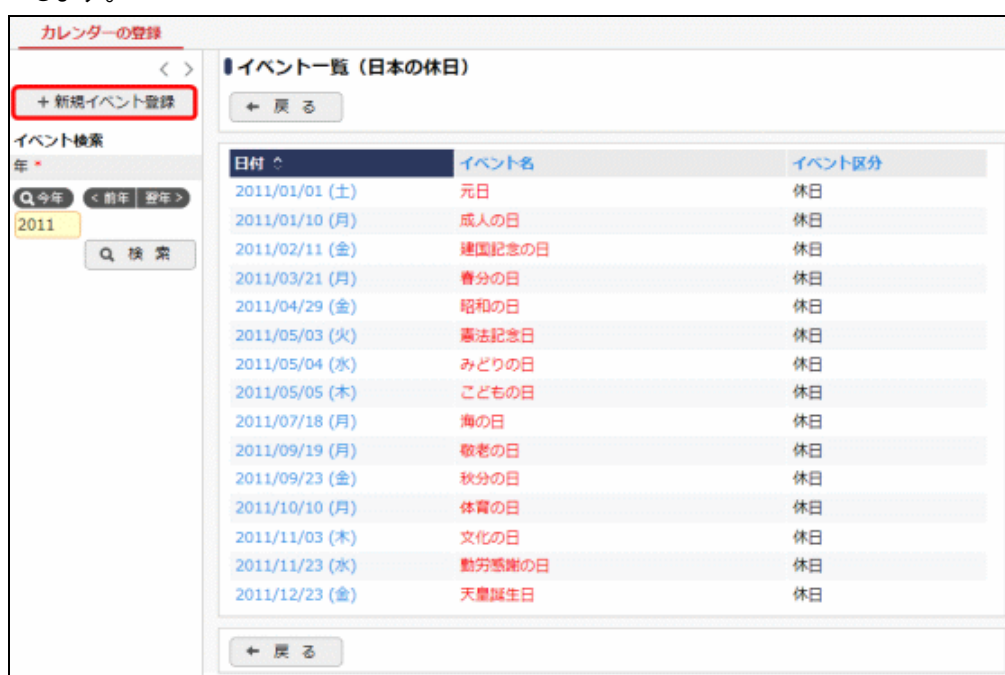 カレンダーの登録
< >
+ 新規イベント登録
イベント検索
年 *
今年 < 前年 翌年 >
2011
検 索
イベント一覧（日本の休日）
← 戻 る
日付 イベント名 イベント区分
2011/01/01 (土) 元日 休日
2011/01/10 (月) 成人の日 休日
2011/02/11 (金) 建国記念の日 休日
2011/03/21 (月) 春分の日 休日
2011/04/29 (金) 昭和の日 休日
2011/05/03 (火) 憲法記念日 休日
2011/05/04 (水) みどりの日 休日
2011/05/05 (木) こどもの日 休日
2011/07/18 (月) 海の日 休日
2011/09/19 (月) 敬老の日 休日
2011/09/23 (金) 秋分の日 休日
2011/10/10 (月) 体育の日 休日
2011/11/03 (木) 文化の日 休日
2011/11/23 (水) 勤労感謝の日 休日
2011/12/23 (金) 天皇誕生日 休日
← 戻 る